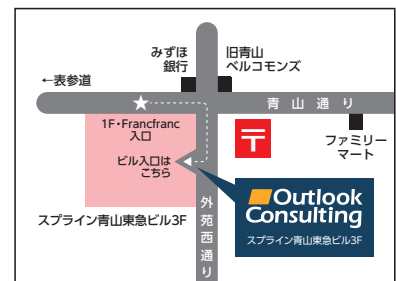 みずほ
銀行
旧青山
ベルコモンズ
←表参道
青山通り
1F・Francfranc
入口
ファミリー
マート
ビル入口は
こちら
外苑西通り
スプライン青山東急ビル3F
Outlook
Consulting
スプライン青山東急ビル3F